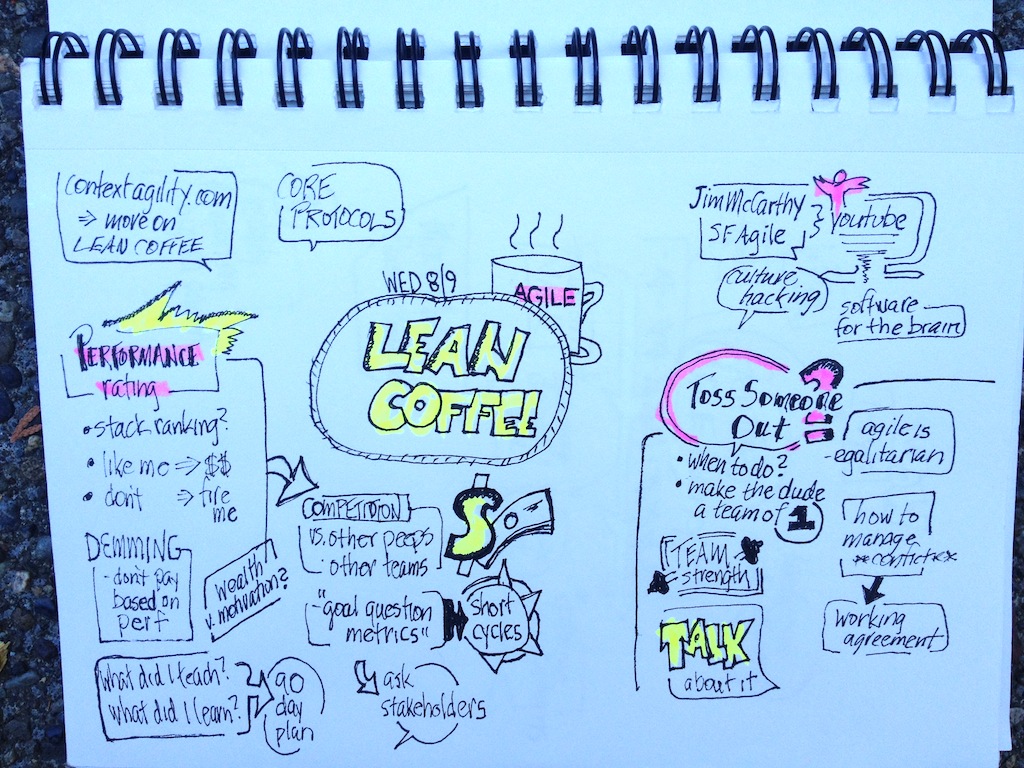 contextagility.com
⇒ more on
LEAN COFFEE
CORE
PROTOCOLS
WED 8/9
AGILE
LEAN
COFFEE
Jim McCarthy
SFAgile
Youtube
culture
hacking
software
for the brain
PERFORMANCE
rating
• stack ranking?
• like me ⇒ $$
• don't ⇒ fire
me
DEMMING
- don't pay
based on
perf
wealth
v. motivation?
What did I teach?
What did I learn?
90
day
plan
COMPETITION
vs. other peeps
: other teams
$
- "goal question
metrics"
short
cycles
ask
stakeholders
Toss Someone
Out
?
• when to do?
• make the dude
a team of 1
TEAM
= strength
TALK
about it
agile is
egalitarian
how to
manage
*conflict*
working
agreement